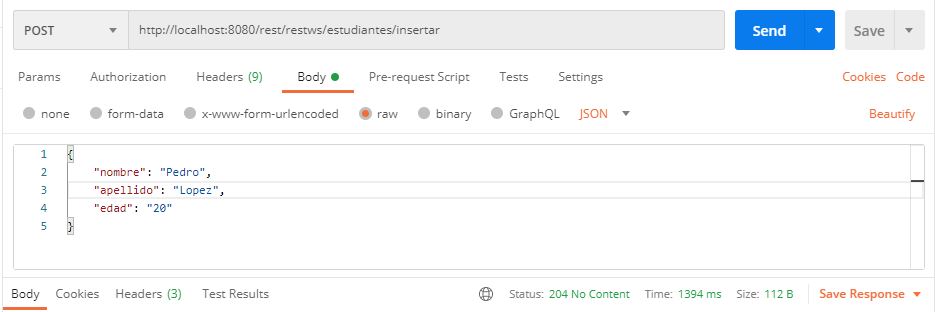 POST http://localhost:8080/rest/restws/estudiantes/insertar Send Save
Params Authorization Headers (9) Body Pre-request Script Tests Settings Cookies Code
none form-data x-www-form-urlencoded raw binary GraphQL JSON Beautify
1 {
2 "nombre": "Pedro",
3 "apellido": "Lopez",
4 "edad": "20"
5 }
Body Cookies Headers (3) Test Results Status: 204 No Content Time: 1394 ms Size: 112 B Save Response